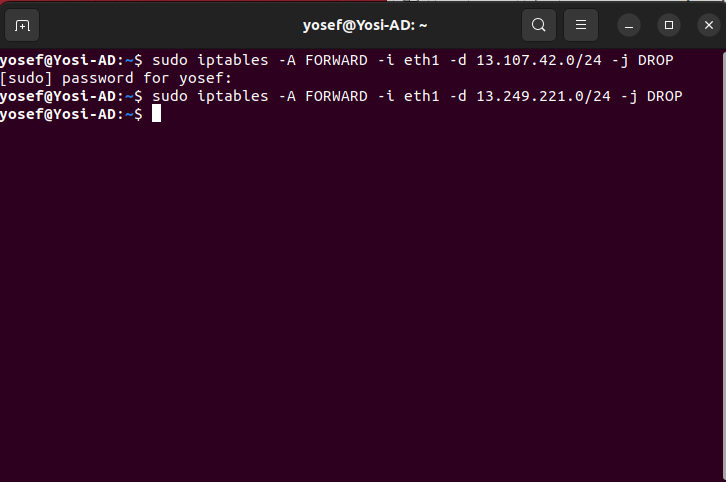 yosef@Yosi-AD: ~
yosef@Yosi-AD:~$ sudo iptables -A FORWARD -i eth1 -d 13.107.42.0/24 -j DROP
[sudo] password for yosef:
yosef@Yosi-AD:~$ sudo iptables -A FORWARD -i eth1 -d 13.249.221.0/24 -j DROP
yosef@Yosi-AD:~$